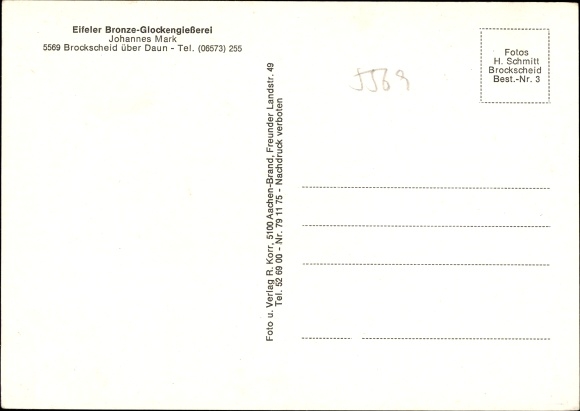 Eifeler Bronze-Glockengießerei
Johannes Mark
5569 Brockscheid über Daun - Tel. (06573) 255
Foto u. Verlag R. Korr, 5100 Aachen-Brand, Freunder Landstr. 49
Tel. 52 69 00 - Nr. 79 11 75 - Nachdruck verboten
5569
Fotos
H. Schmitt
Brockscheid
Best.-Nr. 3